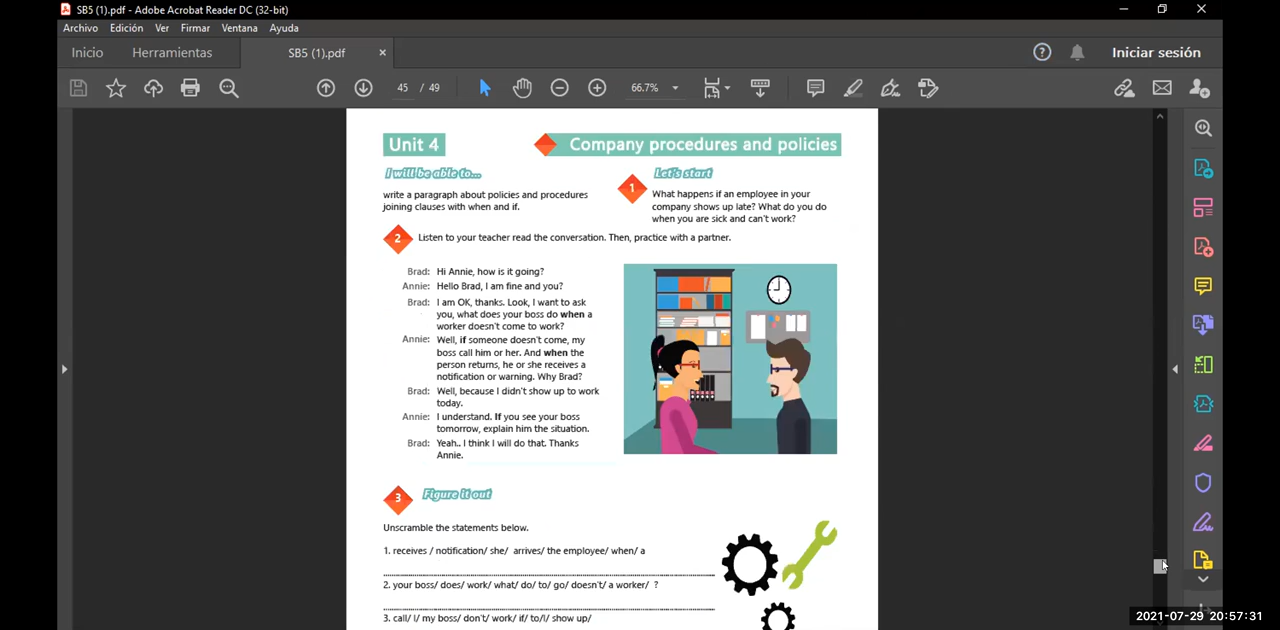 SB5 (1).pdf - Adobe Acrobat Reader DC (32-bit)
Archivo Edición Ver Firmar Ventana Ayuda
Inicio Herramientas SB5 (1).pdf × Iniciar sesión
45 / 49 66.7%
Unit 4 Company procedures and policies
I will be able to...
write a paragraph about policies and procedures
joining clauses with when and if.
1 Let's start
What happens if an employee in your
company shows up late? What do you do
when you are sick and can't work?
2 Listen to your teacher read the conversation. Then, practice with a partner.
Brad: Hi Annie, how is it going?
Annie: Hello Brad, I am fine and you?
Brad: I am OK, thanks. Look, I want to ask
you, what does your boss do when a
worker doesn't come to work?
Annie: Well, if someone doesn't come, my
boss call him or her. And when the
person returns, he or she receives a
notification or warning. Why Brad?
Brad: Well, because I didn't show up to work
today.
Annie: I understand. If you see your boss
tomorrow, explain him the situation.
Brad: Yeah.. I think I will do that. Thanks
Annie.
3 Figure it out
Unscramble the statements below.
1. receives / notification/ she/ arrives/ the employee/ when/ a
2. your boss/ does/ work/ what/ do/ to/ go/ doesn't/ a worker/ ?
3. call/ I/ my boss/ don't/ work/ if/ to/I/ show up/
2021-07-29 20:57:31